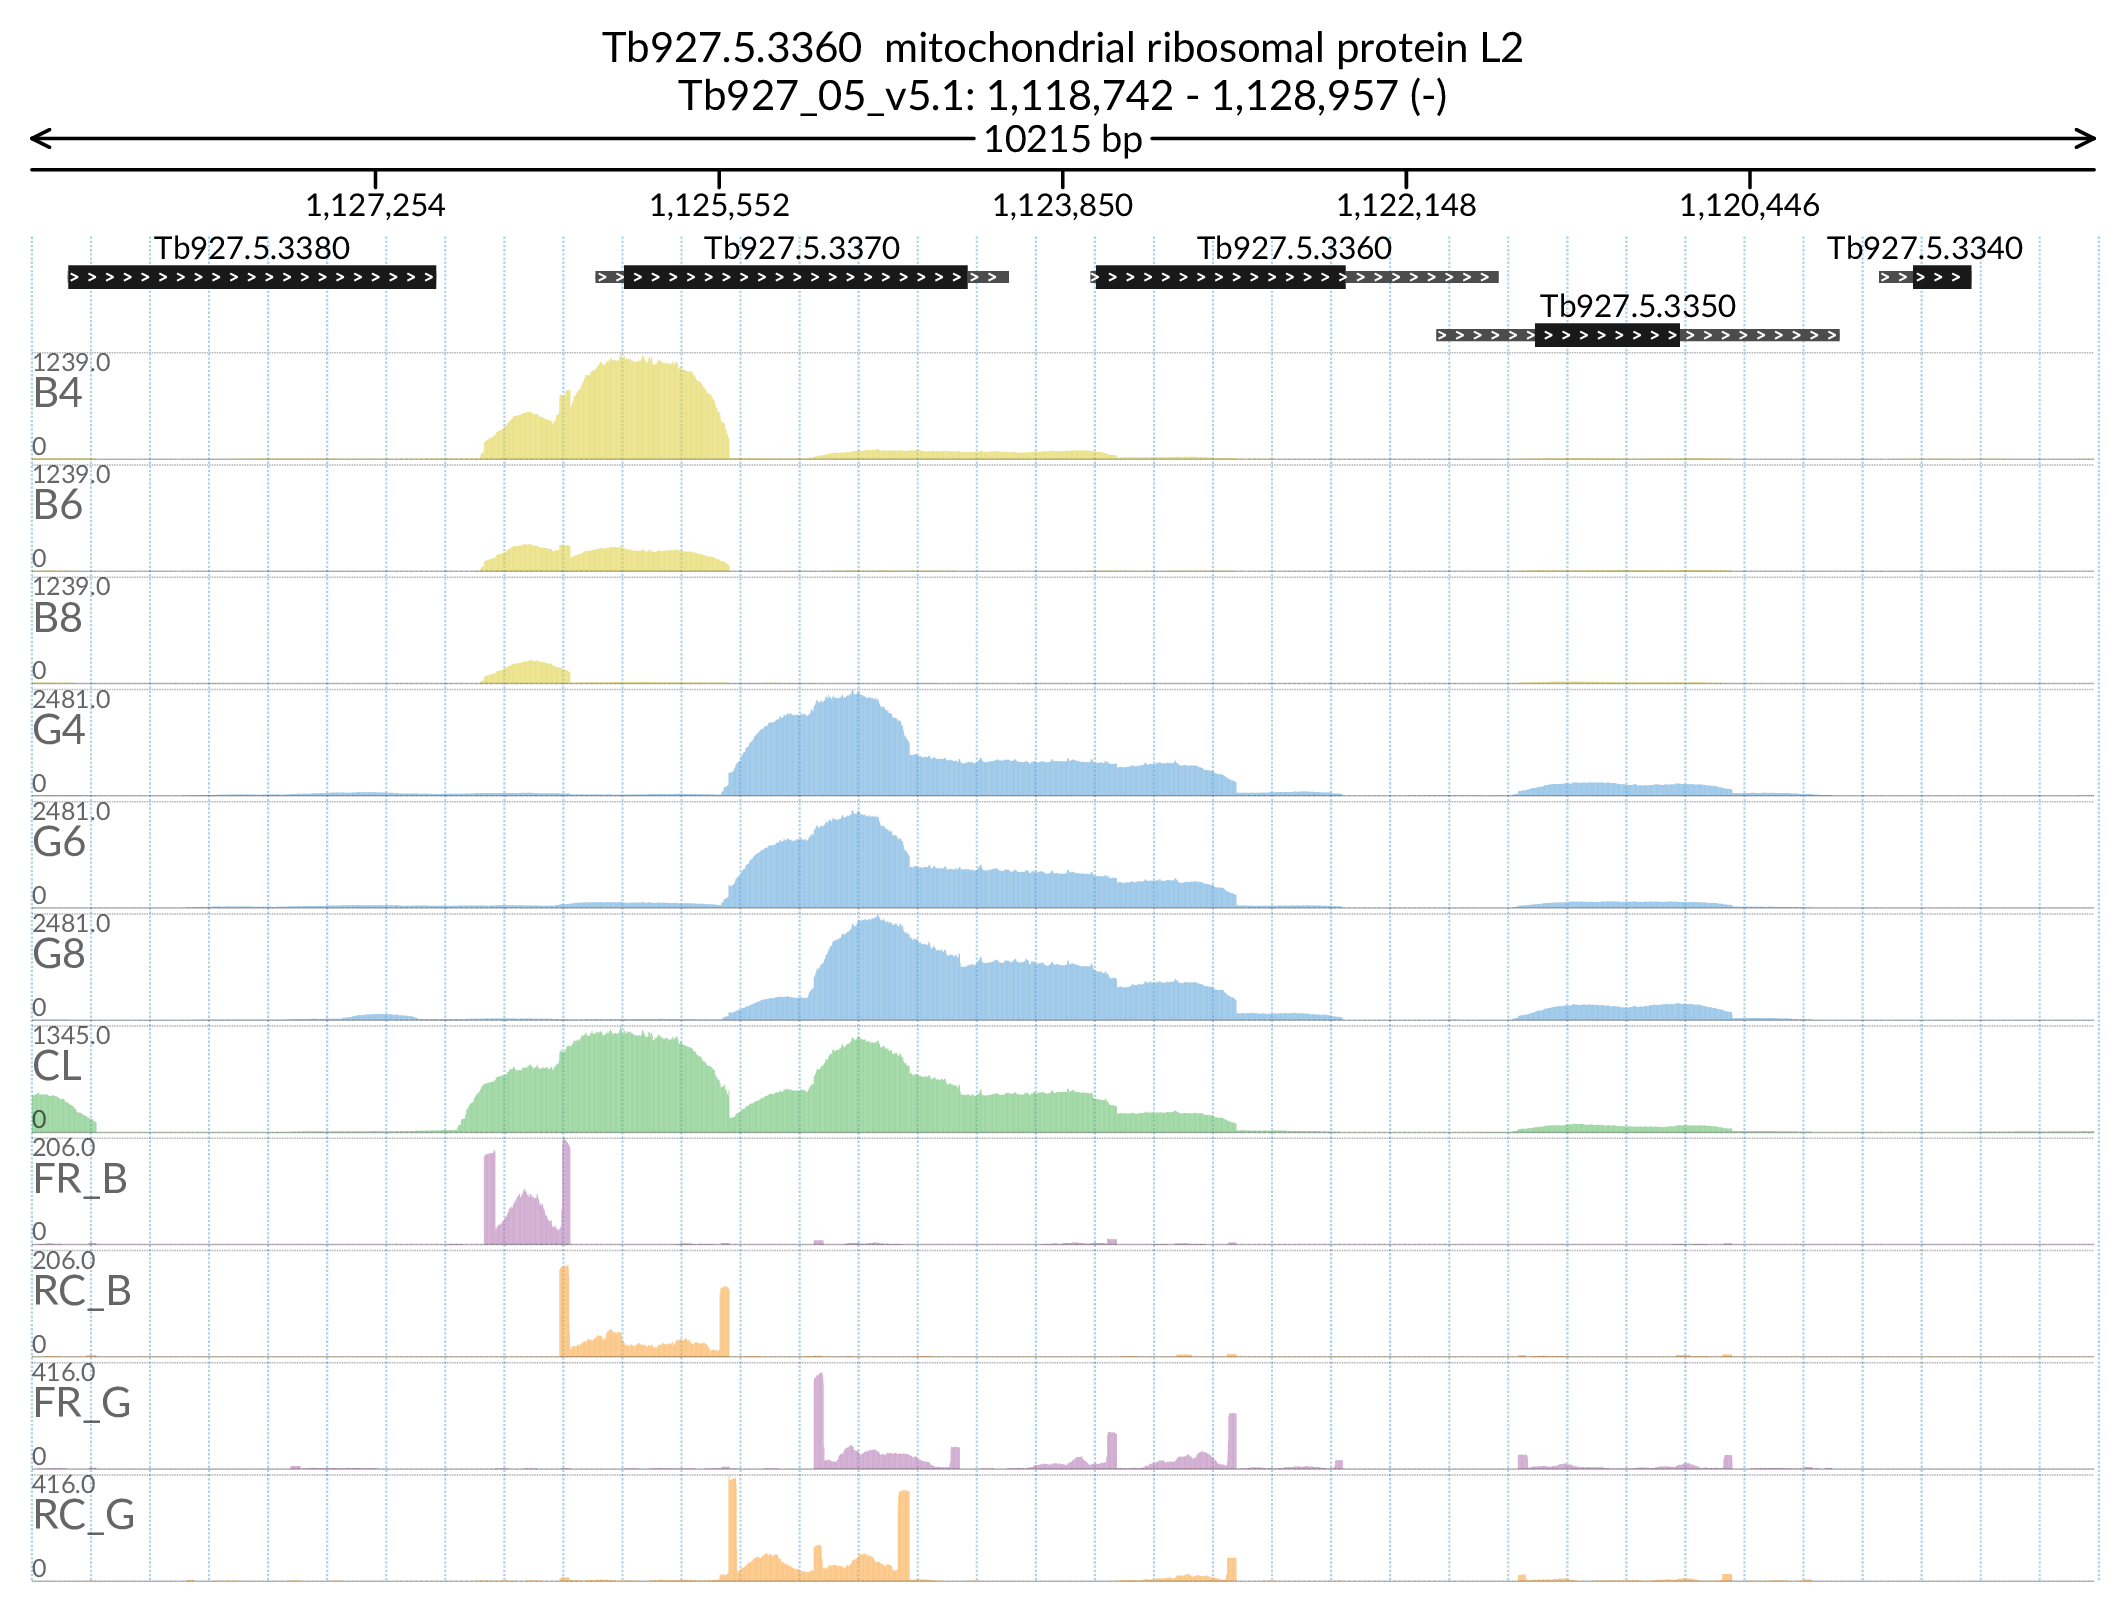 Tb927.5.3360  mitochondrial ribosomal protein L2
Tb927_05_v5.1: 1,118,742 - 1,128,957 (-)
10215 bp
1,127,254 1,125,552 1,123,850 1,122,148 1,120,446
Tb927.5.3380 Tb927.5.3370 Tb927.5.3360 Tb927.5.3340
Tb927.5.3350
1239.0
B4
0
1239.0
B6
0
1239.0
B8
0
2481.0
G4
0
2481.0
G6
0
2481.0
G8
0
1345.0
CL
0
206.0
FR_B
0
206.0
RC_B
0
416.0
FR_G
0
416.0
RC_G
0